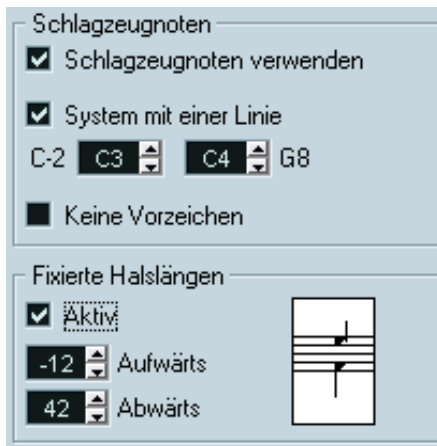 Schlagzeugnoten
Schlagzeugnoten verwenden
System mit einer Linie
C-2 C3 C4 G8
Keine Vorzeichen
Fixierte Halslängen
Aktiv
-12 Aufwärts
42 Abwärts